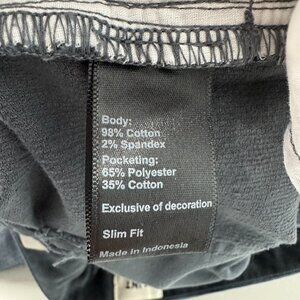 Body:
98% Cotton
2% Spandex
Pocketing:
65% Polyester
35% Cotton
Exclusive of decoration
Slim Fit
Made in Indonesia